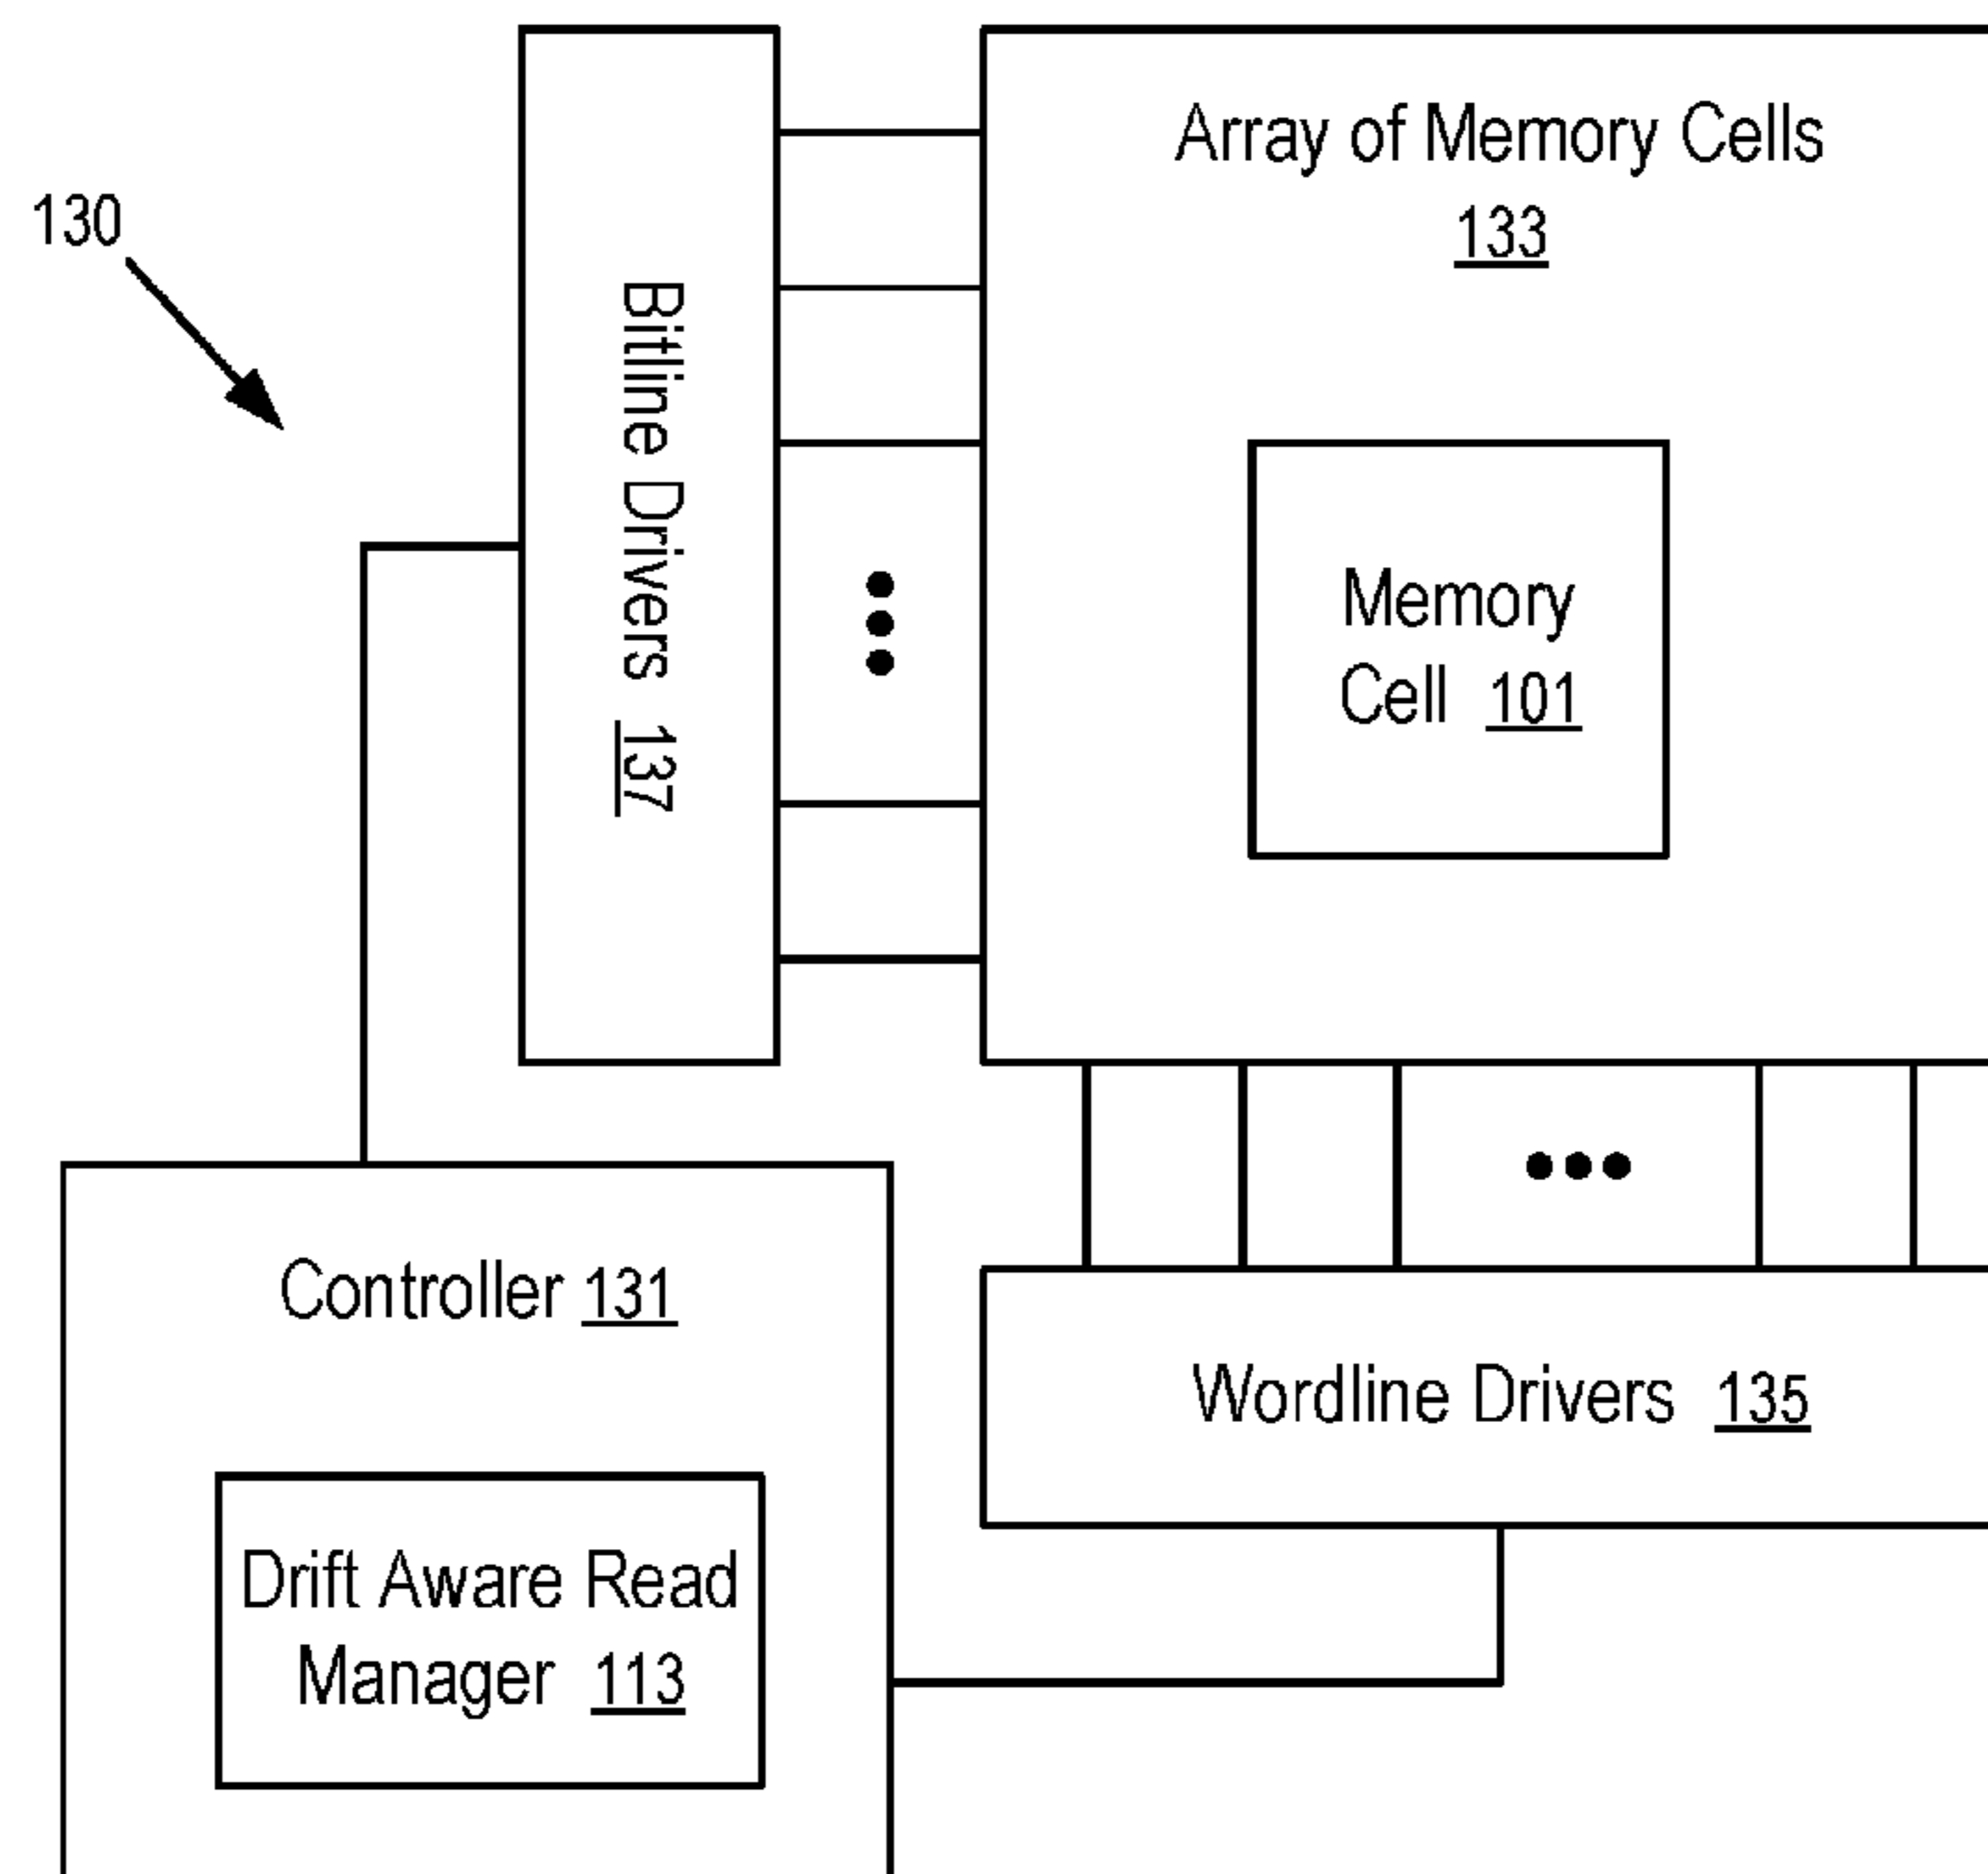 Array of Memory Cells
133
130
Bitline Drivers 137
Memory
Cell 101
Controller 131
Wordline Drivers 135
Drift Aware Read
Manager 113